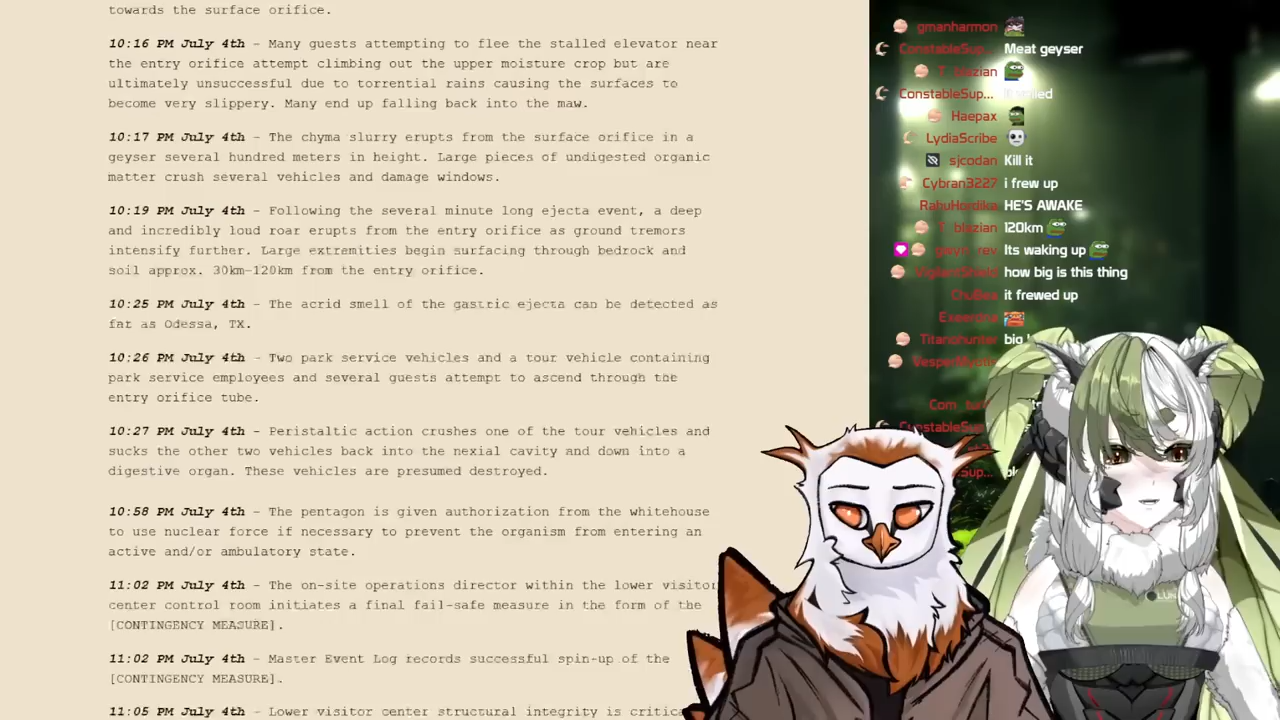 towards the surface orifice.
10:16 PM July 4th - Many guests attempting to flee the stalled elevator near
the entry orifice attempt climbing out the upper moisture crop but are
ultimately unsuccessful due to torrential rains causing the surfaces to
become very slippery. Many end up falling back into the maw.
10:17 PM July 4th - The chyma slurry erupts from the surface orifice in a
geyser several hundred meters in height. Large pieces of undigested organic
matter crush several vehicles and damage windows.
10:19 PM July 4th - Following the several minute long ejecta event, a deep
and incredibly loud roar erupts from the entry orifice as ground tremors
intensify further. Large extremities begin surfacing through bedrock and
soil approx. 30km-120km from the entry orifice.
10:25 PM July 4th - The acrid smell of the gastric ejecta can be detected as
far as Odessa, TX.
10:26 PM July 4th - Two park service vehicles and a tour vehicle containing
park service employees and several guests attempt to ascend through the
entry orifice tube.
10:27 PM July 4th - Peristaltic action crushes one of the tour vehicles and
sucks the other two vehicles back into the nexial cavity and down into a
digestive organ. These vehicles are presumed destroyed.
10:58 PM July 4th - The pentagon is given authorization from the whitehouse
to use nuclear force if necessary to prevent the organism from entering an
active and/or ambulatory state.
11:02 PM July 4th - The on-site operations director within the lower visitor
center control room initiates a final fail-safe measure in the form of the
[CONTINGENCY MEASURE].
11:02 PM July 4th - Master Event Log records successful spin-up of the
[CONTINGENCY MEASURE].
11:05 PM July 4th - Lower visitor center structural integrity is critica
gmanharmon
ConstableSup... Meat geyser
T_blazian
ConstableSup...
Haepax
LydiaScribe
sjcodan Kill it
Cybran3227 i frew up
RabuHordika HE'S AWAKE
T_blazian 120km
gwyn_rev Its waking up
VigilantShield how big is this thing
ChuBea it frewed up
Titanohunter big